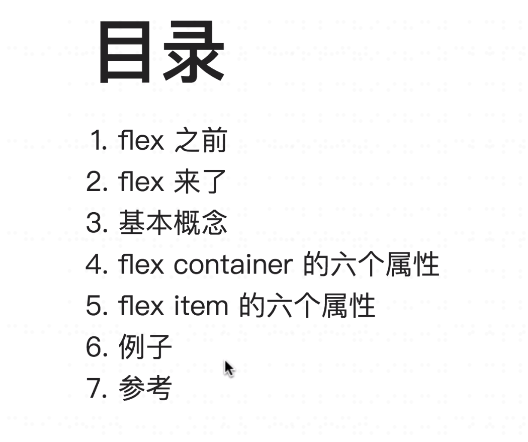 目录
1. flex 之前
2. flex 来了
3. 基本概念
4. flex container 的六个属性
5. flex item 的六个属性
6. 例子
7. 参考